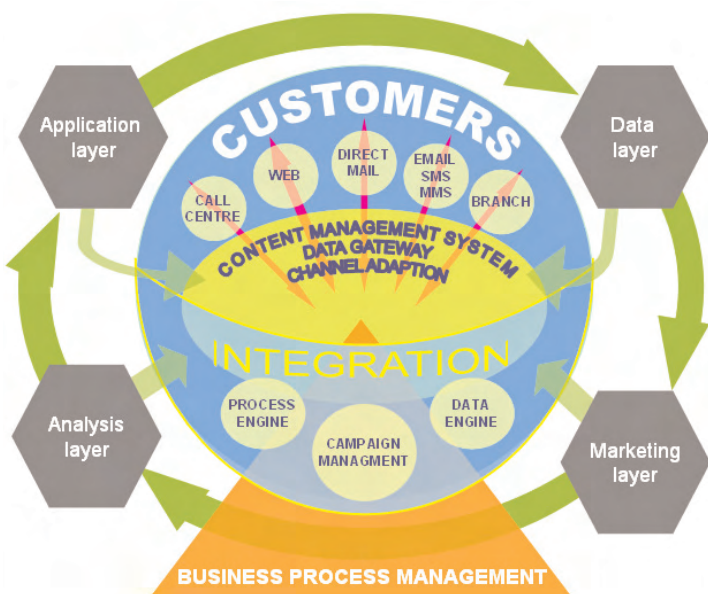 Application
layer
Data
layer
CUSTOMERS
CALL
CENTRE
WEB
DIRECT
MAIL
EMAIL
SMS
MMS
BRANCH
CONTENT MANAGEMENT SYSTEM
DATA GATEWAY
CHANNEL ADAPTION
INTEGRATION
PROCESS
ENGINE
CAMPAIGN
MANAGMENT
DATA
ENGINE
Analysis
layer
Marketing
layer
BUSINESS PROCESS MANAGEMENT